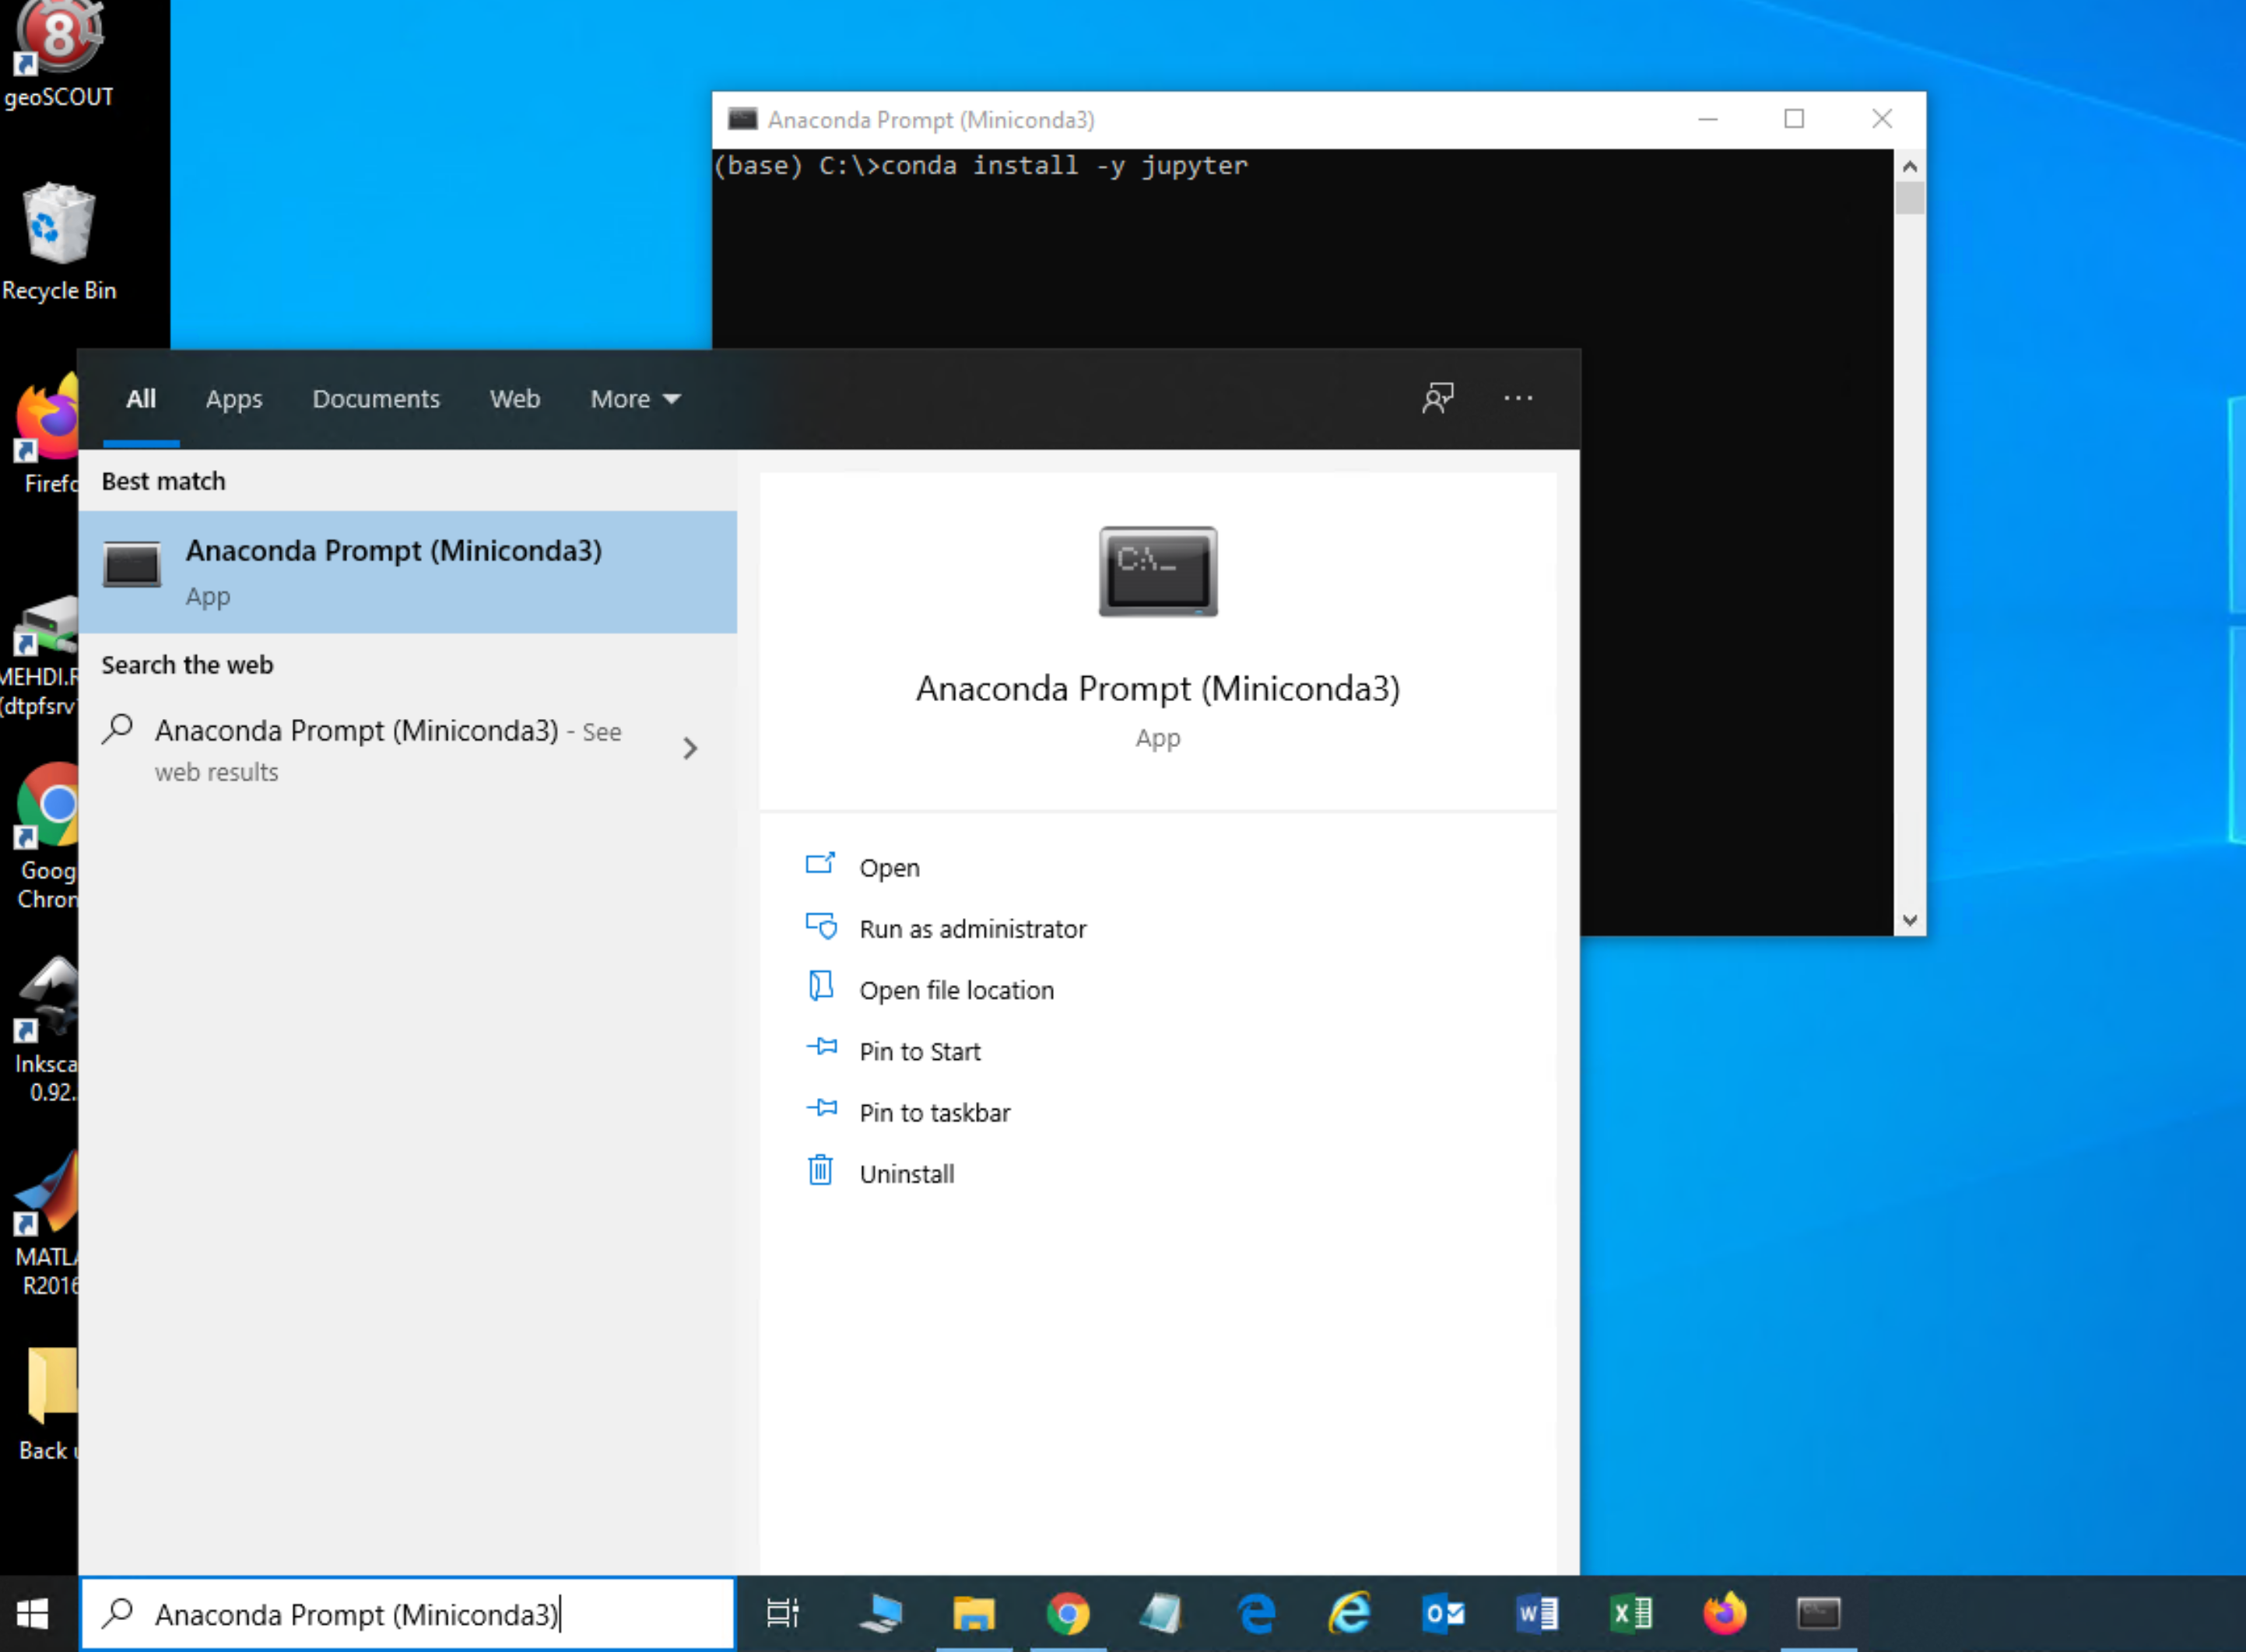 8
geoSCOUT
Recycle Bin
Anaconda Prompt (Miniconda3)
(base) C:\>conda install -y jupyter
All Apps Documents Web More
Best match
Anaconda Prompt (Miniconda3)
App
Search the web
Anaconda Prompt (Miniconda3) - See
web results
C:\_
Anaconda Prompt (Miniconda3)
App
Open
Run as administrator
Open file location
Pin to Start
Pin to taskbar
Uninstall
Firefo
MEHDI.R
(dtpfsrv
Goog
Chron
Inksca
0.92.
MATLA
R2016
Back u
Anaconda Prompt (Miniconda3)